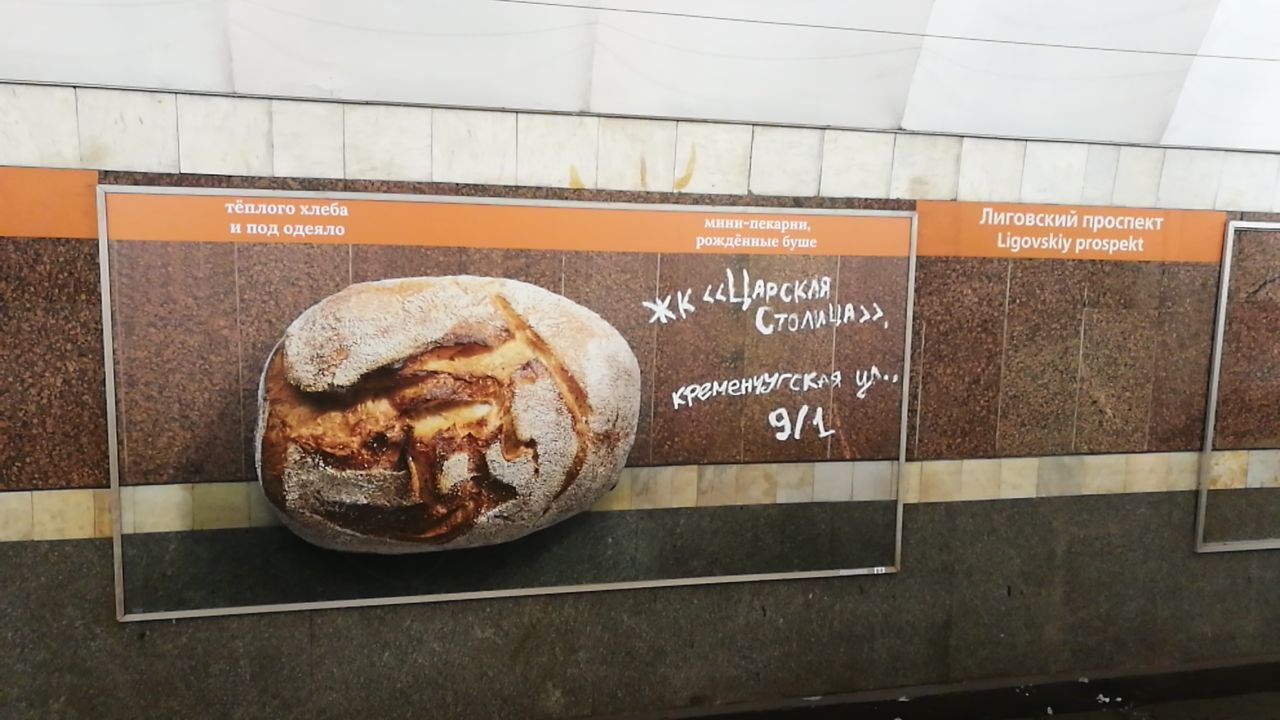 тёплого хлеба
и под одеяло
мини-пекарни,
рождённые буше
ЖК «Царская
Столица»,
кременчугская ул..
9/1
Лиговский проспект
Ligovskiy prospekt